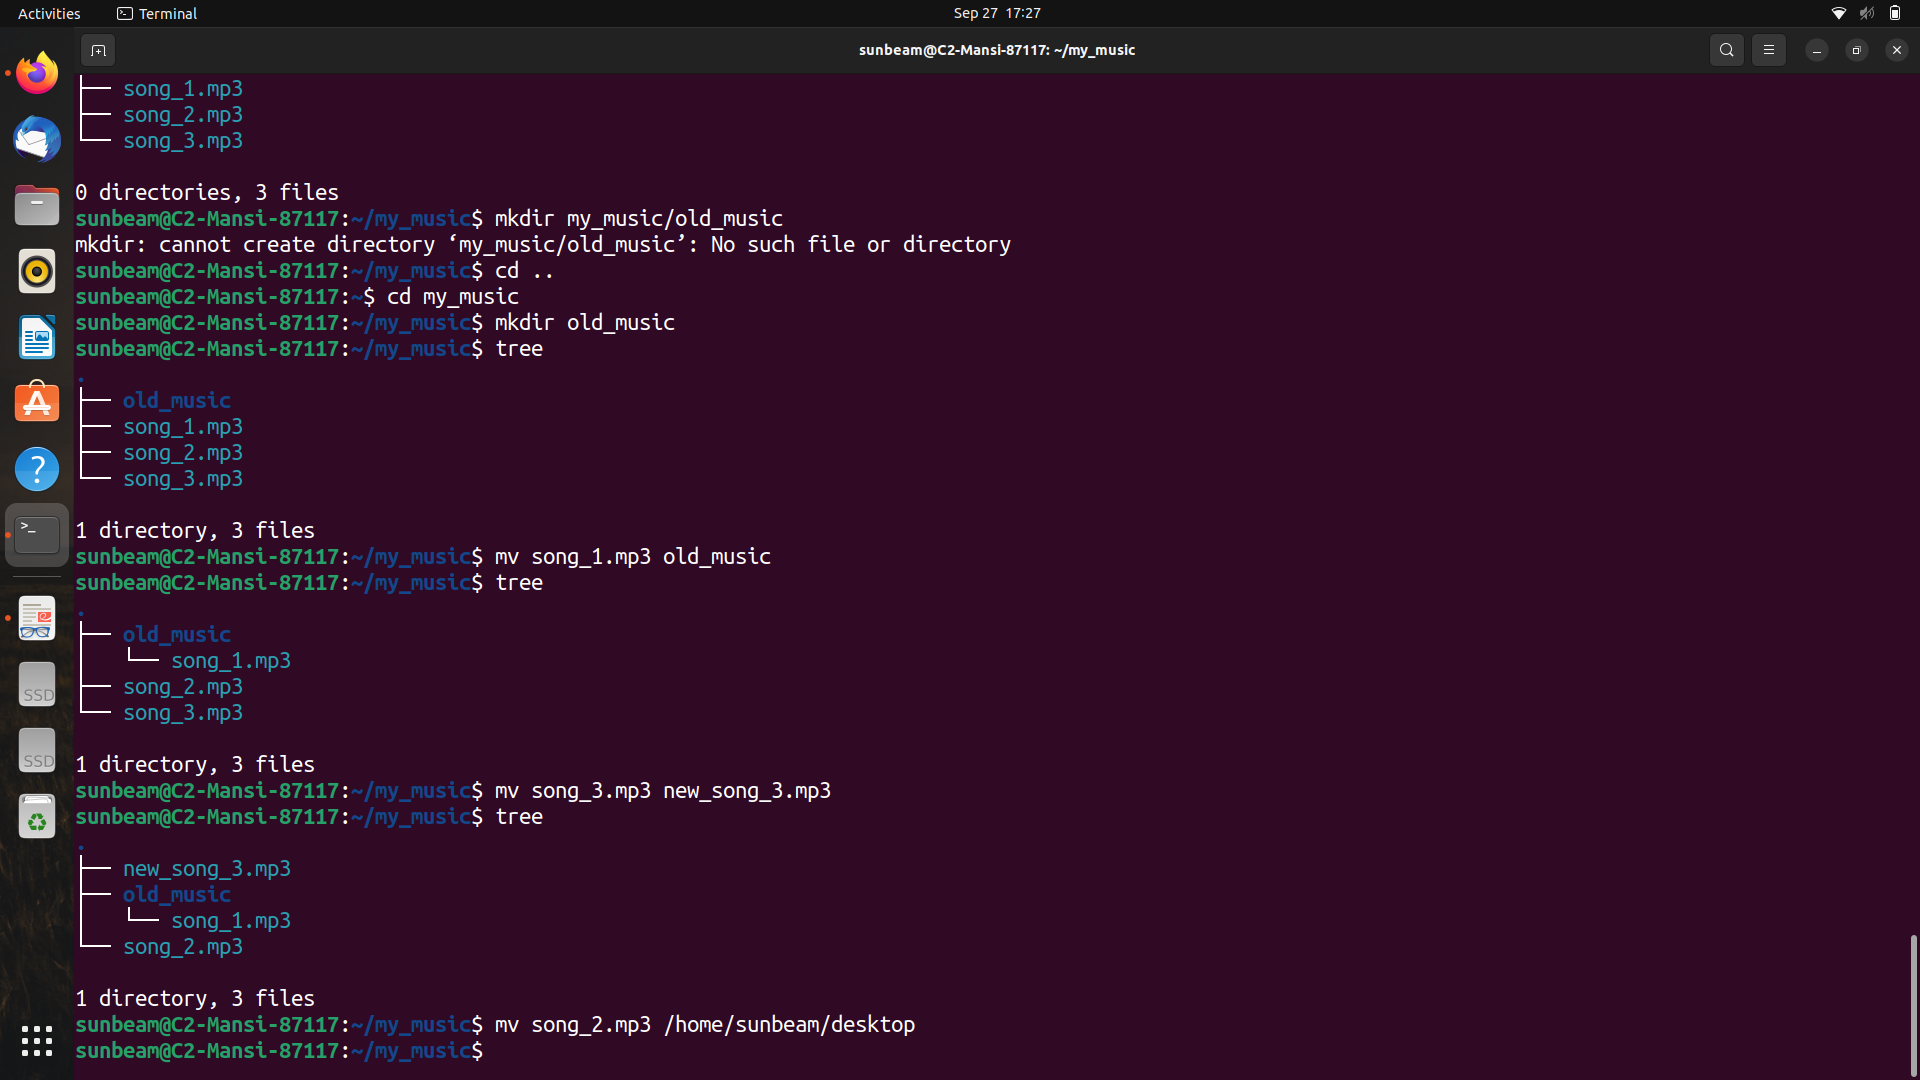 Activities
Terminal
Sep 27 17:27
sunbeam@C2-Mansi-87117: ~/my_music
├── song_1.mp3
├── song_2.mp3
└── song_3.mp3
0 directories, 3 files
sunbeam@C2-Mansi-87117:~/my_music$ mkdir my_music/old_music
mkdir: cannot create directory ‘my_music/old_music’: No such file or directory
sunbeam@C2-Mansi-87117:~/my_music$ cd ..
sunbeam@C2-Mansi-87117:~$ cd my_music
sunbeam@C2-Mansi-87117:~/my_music$ mkdir old_music
sunbeam@C2-Mansi-87117:~/my_music$ tree
.
├── old_music
├── song_1.mp3
├── song_2.mp3
└── song_3.mp3
1 directory, 3 files
sunbeam@C2-Mansi-87117:~/my_music$ mv song_1.mp3 old_music
sunbeam@C2-Mansi-87117:~/my_music$ tree
.
├── old_music
│   └── song_1.mp3
├── song_2.mp3
└── song_3.mp3
1 directory, 3 files
sunbeam@C2-Mansi-87117:~/my_music$ mv song_3.mp3 new_song_3.mp3
sunbeam@C2-Mansi-87117:~/my_music$ tree
.
├── new_song_3.mp3
├── old_music
│   └── song_1.mp3
└── song_2.mp3
1 directory, 3 files
sunbeam@C2-Mansi-87117:~/my_music$ mv song_2.mp3 /home/sunbeam/desktop
sunbeam@C2-Mansi-87117:~/my_music$
SSD
SSD